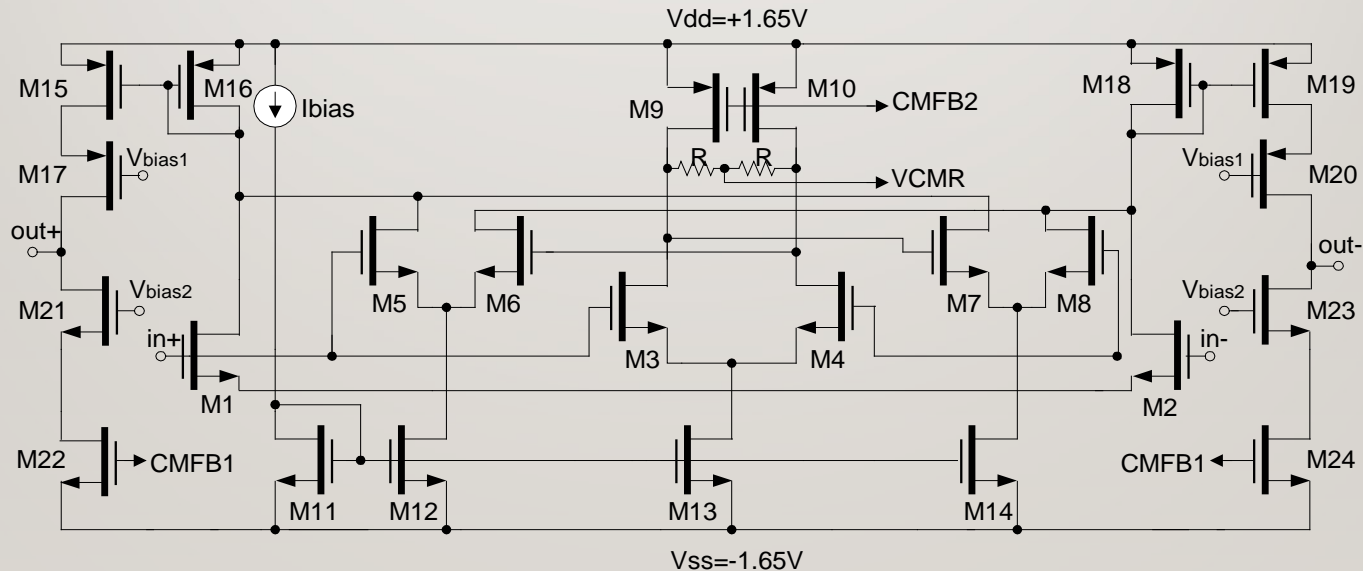 Vdd=+1.65V
M15
M16
Ibias
M9
M10
CMFB2
M18
M19
R
R
VCMR
M17
Vbias1
Vbias1
M20
out+
out-
M5
M6
M7
M8
M21
Vbias2
Vbias2
M23
in+
in-
M3
M4
M1
M2
M22
CMFB1
CMFB1
M24
M11
M12
M13
M14
Vss=-1.65V